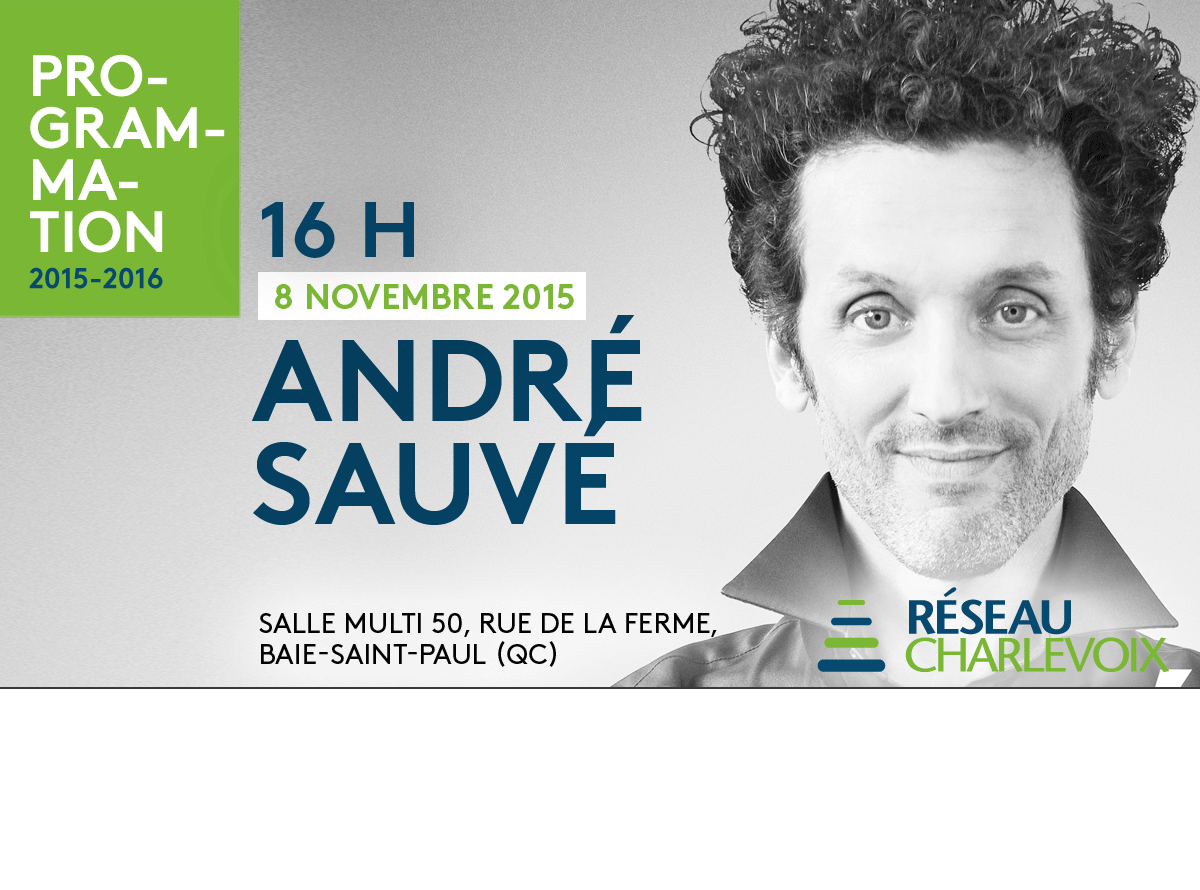 PRO-
GRAM-
MA-
TION
2015-2016
16 H
8 NOVEMBRE 2015
ANDRÉ
SAUVÉ
SALLE MULTI 50, RUE DE LA FERME,
BAIE-SAINT-PAUL (QC)
RÉSEAU
CHARLEVOIX